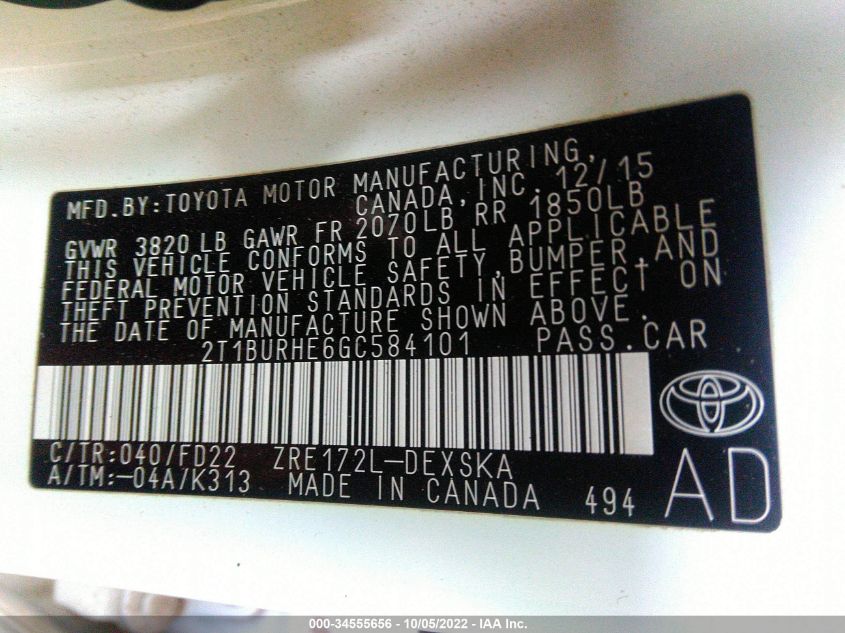 MFD.BY:TOYOTA MOTOR MANUFACTURING,
CANADA,INC. 12/15
GVWR 3820 LB GAWR FR 2070LB RR 1850LB
THIS VEHICLE CONFORMS TO ALL APPLICABLE
FEDERAL MOTOR VEHICLE SAFETY,BUMPER,AND
THEFT PREVENTION STANDARDS IN EFFECT ON
THE DATE OF MANUFACTURE SHOWN ABOVE.
2T1BURHE6GC584101 PASS.CAR
C/TR:040/FD22 ZRE172L-DEXSKA
A/TM:-04A/K313 MADE IN CANADA 494
AD
000-34555656 - 10/05/2022 - IAA Inc.